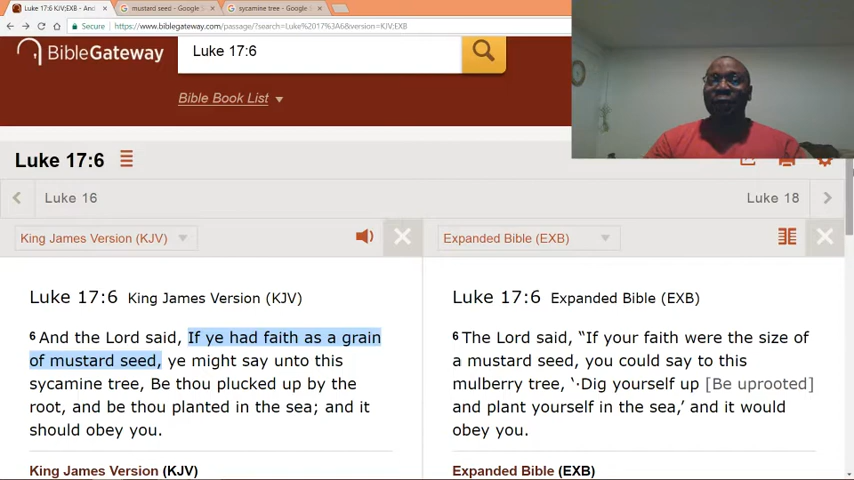 Luke 17:6 KJV;EXB - And
mustard seed - Google S
sycamine tree - Google S
Secure
https://www.biblegateway.com/passage/?search=Luke%2017%3A6&version=KJV;EXB
BibleGateway
Luke 17:6
Bible Book List
Luke 17:6
Luke 16
Luke 18
King James Version (KJV)
Expanded Bible (EXB)
Luke 17:6 King James Version (KJV)
6 And the Lord said, If ye had faith as a grain
of mustard seed, ye might say unto this
sycamine tree, Be thou plucked up by the
root, and be thou planted in the sea; and it
should obey you.
King James Version (KJV)
Luke 17:6 Expanded Bible (EXB)
6 The Lord said, “If your faith were the size of
a mustard seed, you could say to this
mulberry tree, ‘·Dig yourself up [Be uprooted]
and plant yourself in the sea,’ and it would
obey you.
Expanded Bible (EXB)